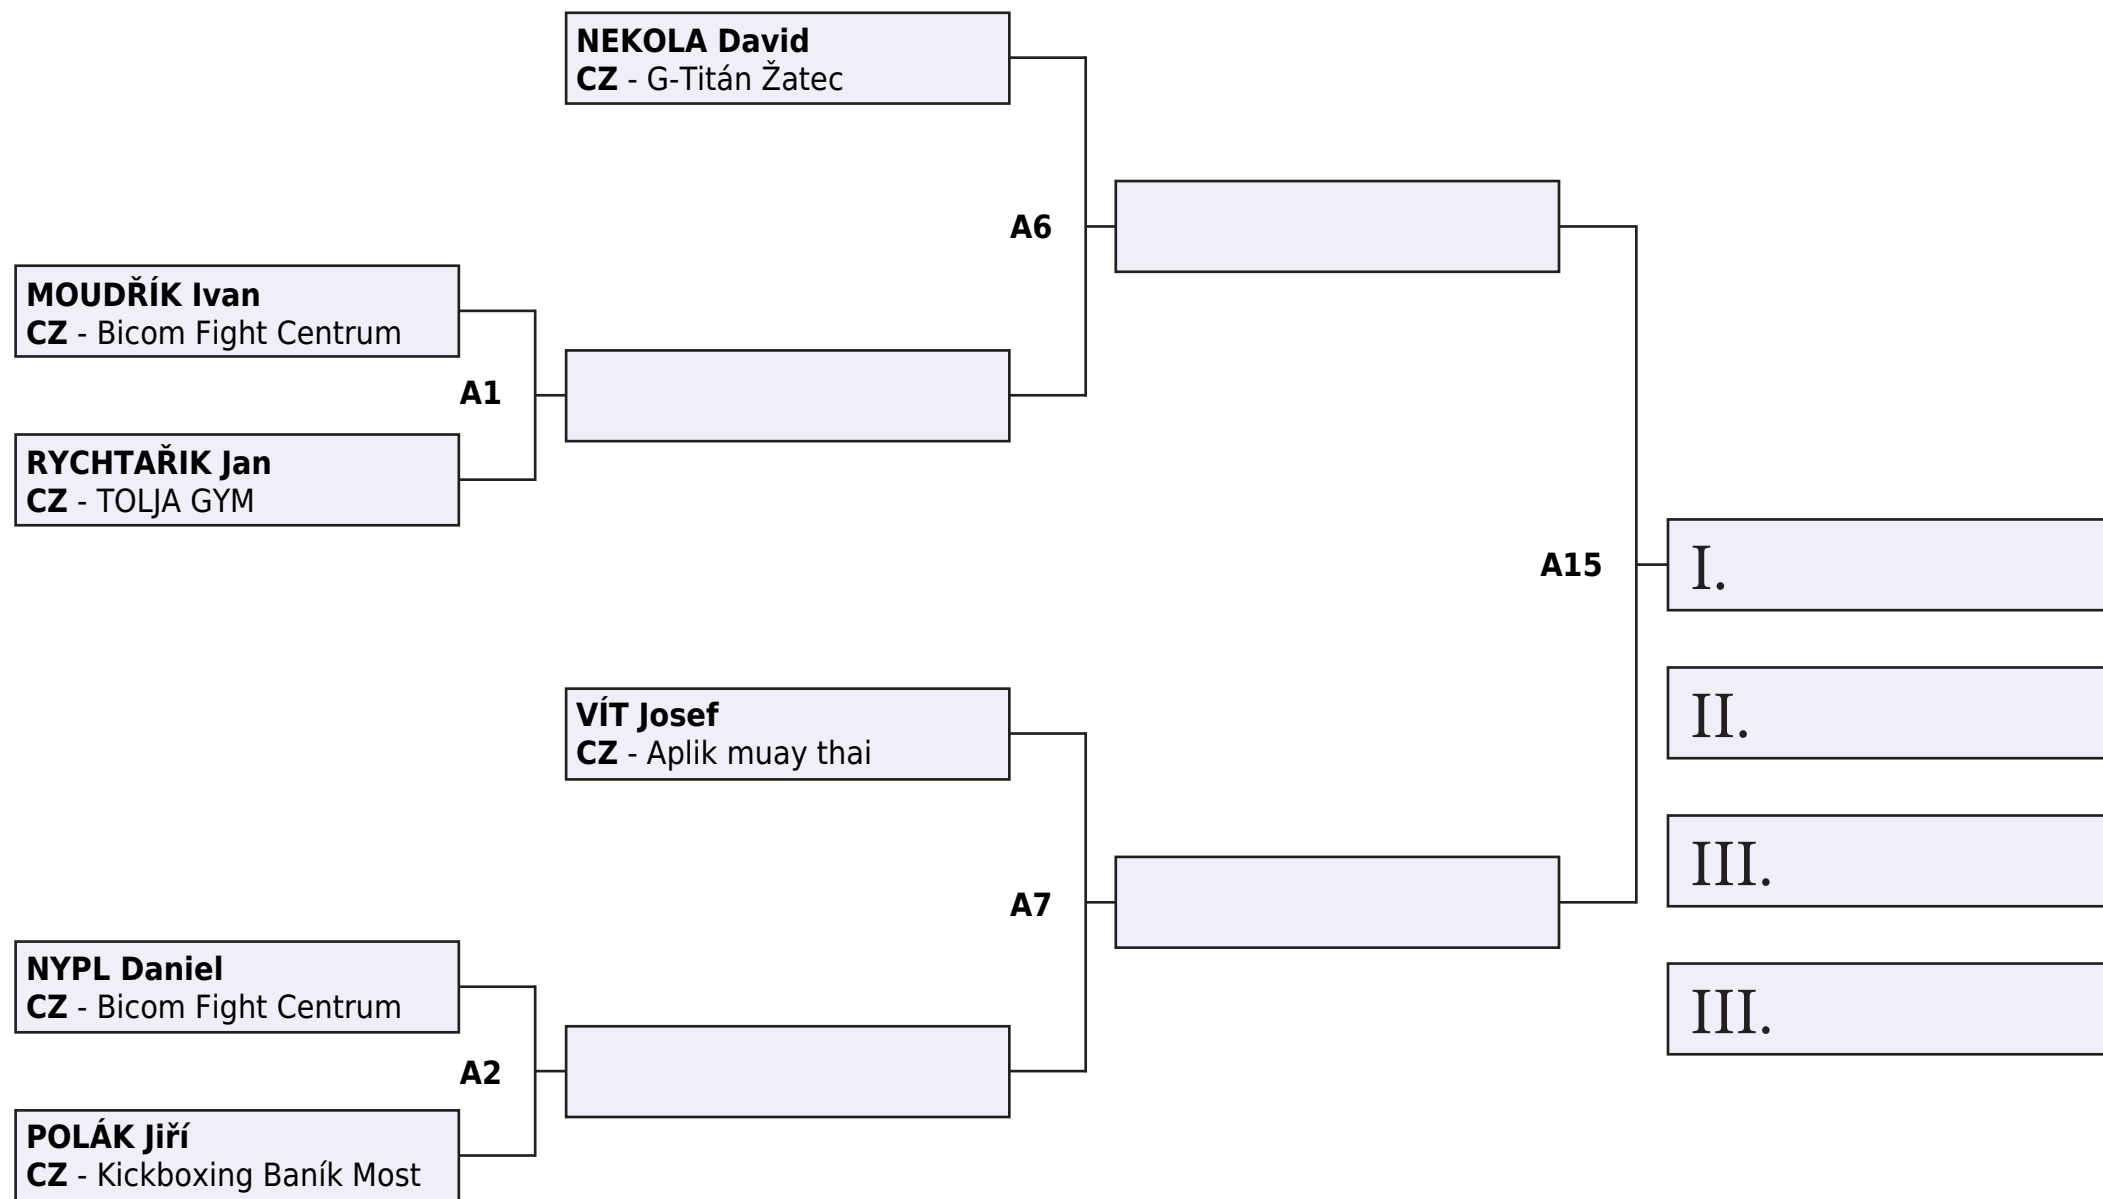 NEKOLA David
CZ - G-Titán Žatec
A6
MOUDŘÍK Ivan
CZ - Bicom Fight Centrum
A1
RYCHTAŘIK Jan
CZ - TOLJA GYM
A15
I.
II.
VÍT Josef
CZ - Aplik muay thai
III.
A7
NYPL Daniel
CZ - Bicom Fight Centrum
III.
A2
POLÁK Jiří
CZ - Kickboxing Baník Most